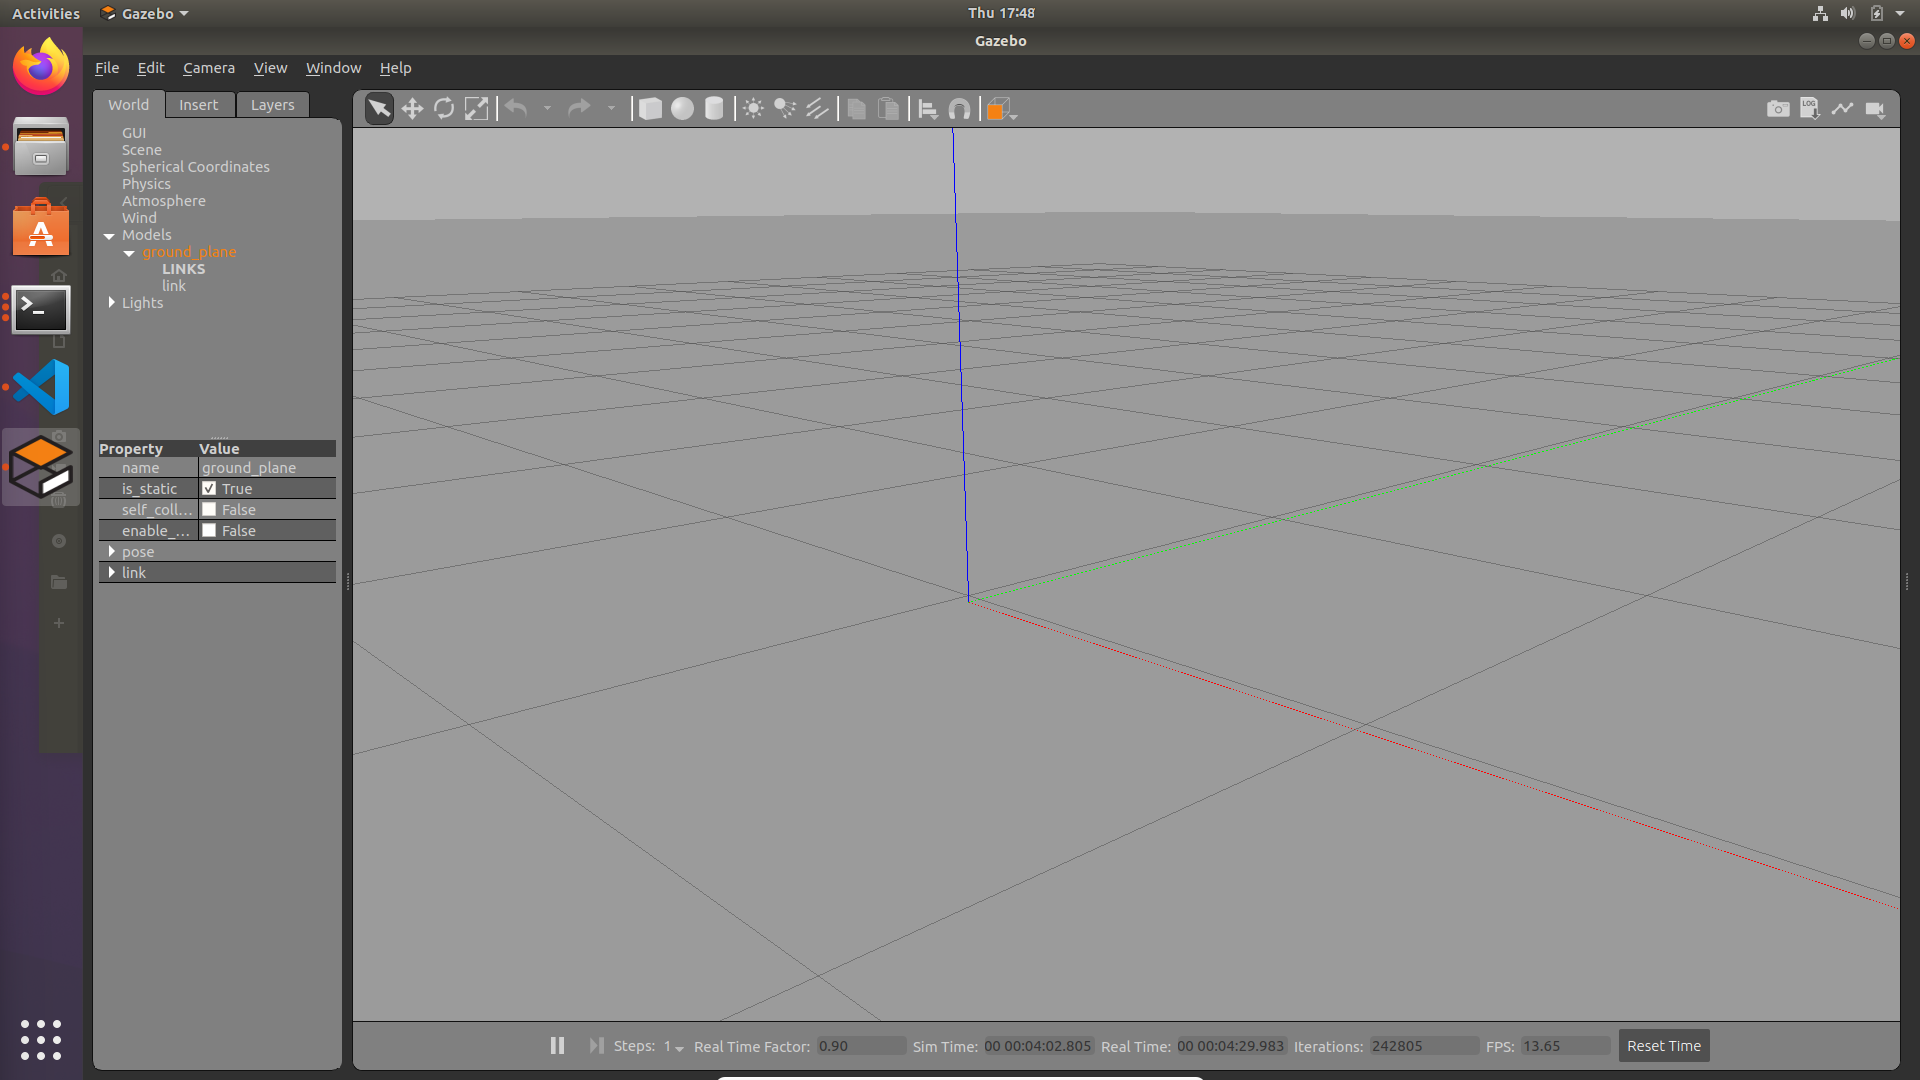 Activities Gazebo Thu 17:48
Gazebo
File Edit Camera View Window Help
World Insert Layers
LOG
GUI
Scene
Spherical Coordinates
Physics
Atmosphere
Wind
Models
ground_plane
LINKS
link
Lights
Property Value
name ground_plane
is_static True
self_coll... False
enable_... False
pose
link
Steps: 1 Real Time Factor: 0.90 Sim Time: 00 00:04:02.805 Real Time: 00 00:04:29.983 Iterations: 242805 FPS: 13.65 Reset Time